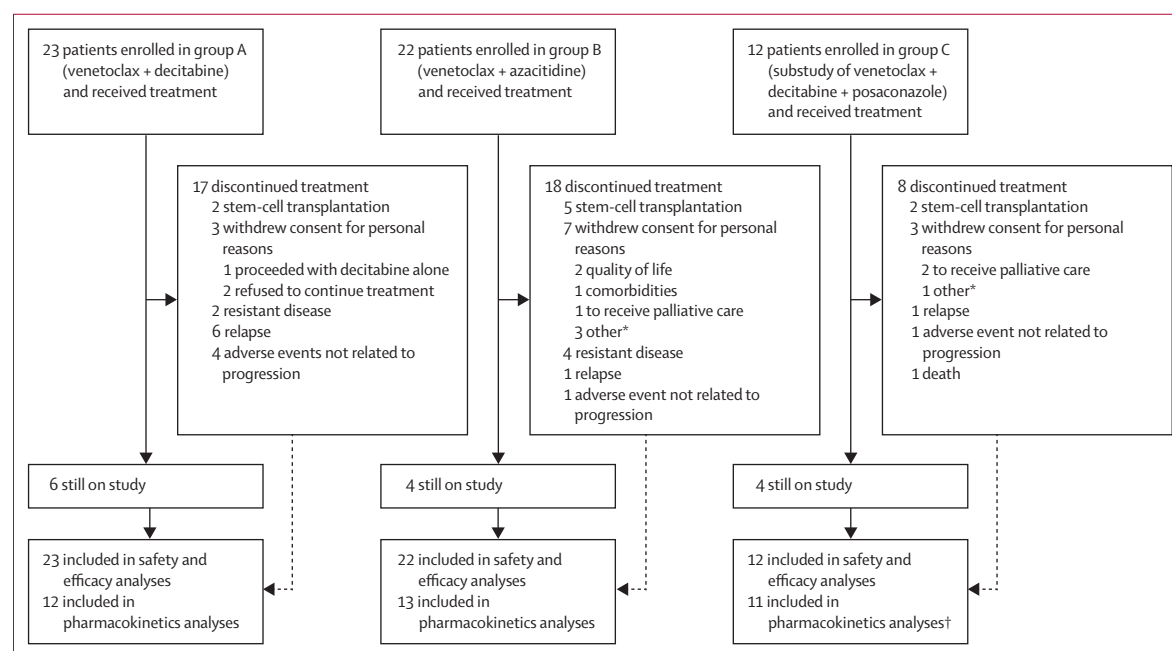 23 patients enrolled in group A
(venetoclax + decitabine)
and received treatment
22 patients enrolled in group B
(venetoclax + azacitidine)
and received treatment
12 patients enrolled in group C
(substudy of venetoclax +
decitabine + posaconazole)
and received treatment
17 discontinued treatment
2 stem-cell transplantation
3 withdrew consent for personal
reasons
1 proceeded with decitabine alone
2 refused to continue treatment
2 resistant disease
6 relapse
4 adverse events not related to
progression
18 discontinued treatment
5 stem-cell transplantation
7 withdrew consent for personal
reasons
2 quality of life
1 comorbidities
1 to receive palliative care
3 other*
4 resistant disease
1 relapse
1 adverse event not related to
progression
8 discontinued treatment
2 stem-cell transplantation
3 withdrew consent for personal
reasons
2 to receive palliative care
1 other*
1 relapse
1 adverse event not related to
progression
1 death
6 still on study
4 still on study
4 still on study
23 included in safety and
efficacy analyses
12 included in
pharmacokinetics analyses
22 included in safety and
efficacy analyses
13 included in
pharmacokinetics analyses
12 included in safety and
efficacy analyses
11 included in
pharmacokinetics analyses†